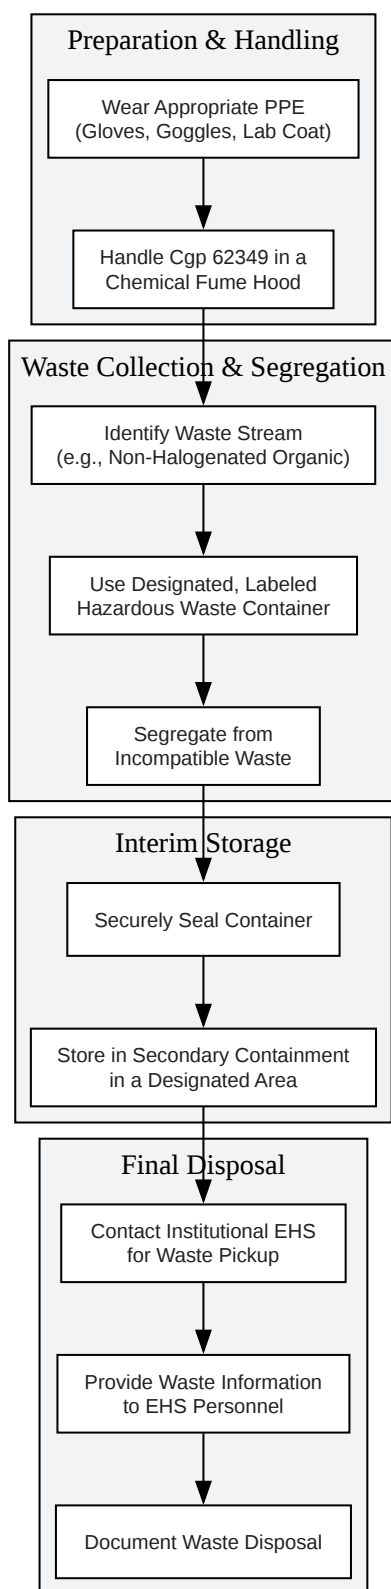 Preparation & Handling
Wear Appropriate PPE
(Gloves, Goggles, Lab Coat)
Handle Cgp 62349 in a
Chemical Fume Hood
Waste Collection & Segregation
Identify Waste Stream
(e.g., Non-Halogenated Organic)
Use Designated, Labeled
Hazardous Waste Container
Segregate from
Incompatible Waste
Interim Storage
Securely Seal Container
Store in Secondary Containment
in a Designated Area
Final Disposal
Contact Institutional EHS
for Waste Pickup
Provide Waste Information
to EHS Personnel
Document Waste Disposal